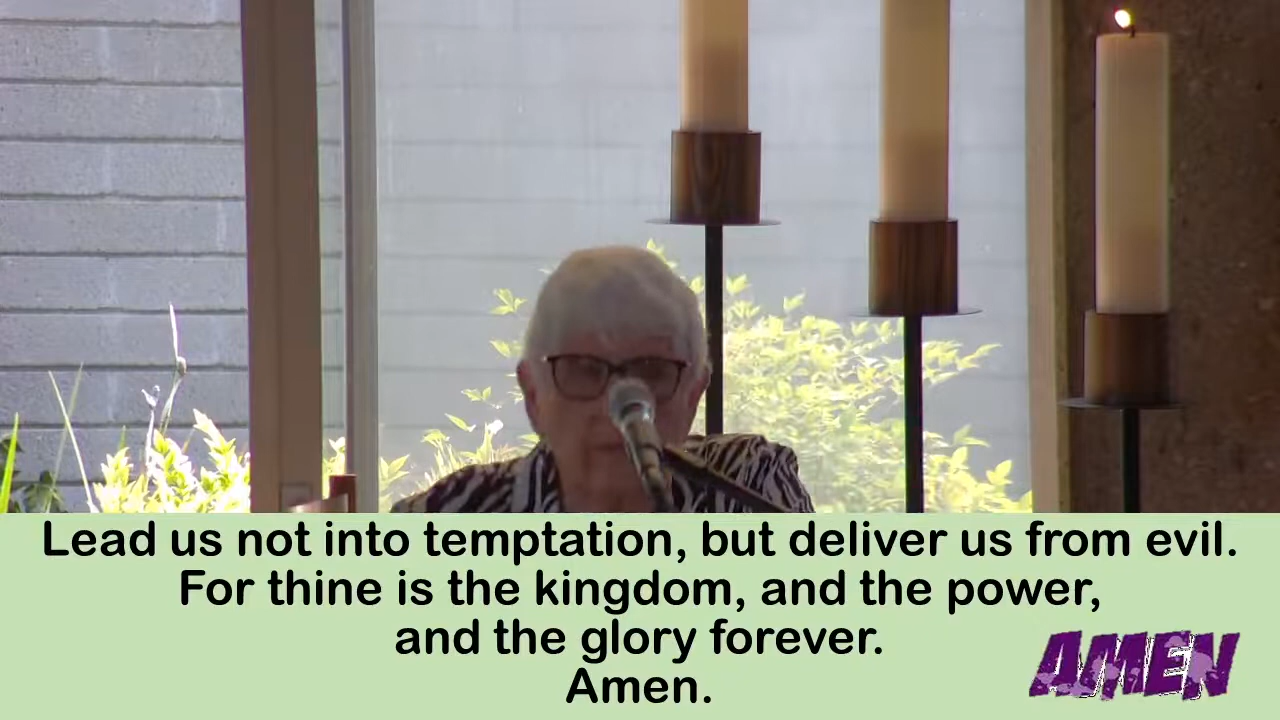 Lead us not into temptation, but deliver us from evil.
For thine is the kingdom, and the power,
and the glory forever.
Amen.
AMEN